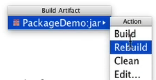 Build Artifact
PackageDemo:jar
Action
Build
Rebuild
Clean
Edit...